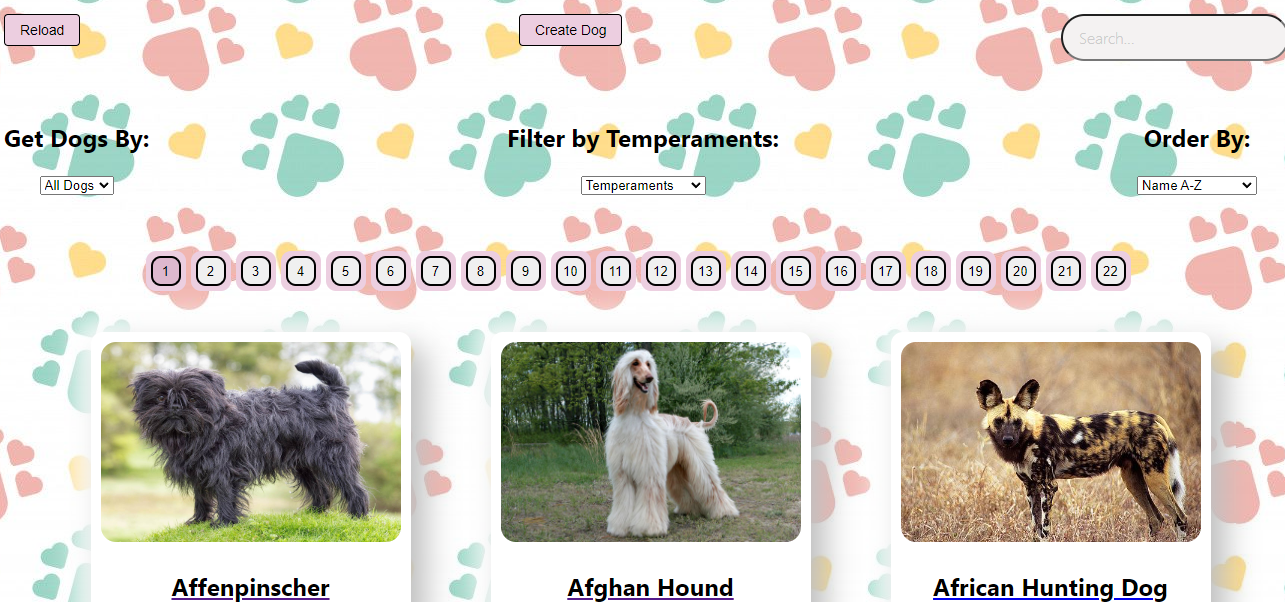 Reload
Create Dog
Search...
Get Dogs By:
Filter by Temperaments:
Order By:
All Dogs
Temperaments
Name A-Z
1 2 3 4 5 6 7 8 9 10 11 12 13 14 15 16 17 18 19 20 21 22
Affenpinscher
Afghan Hound
African Hunting Dog